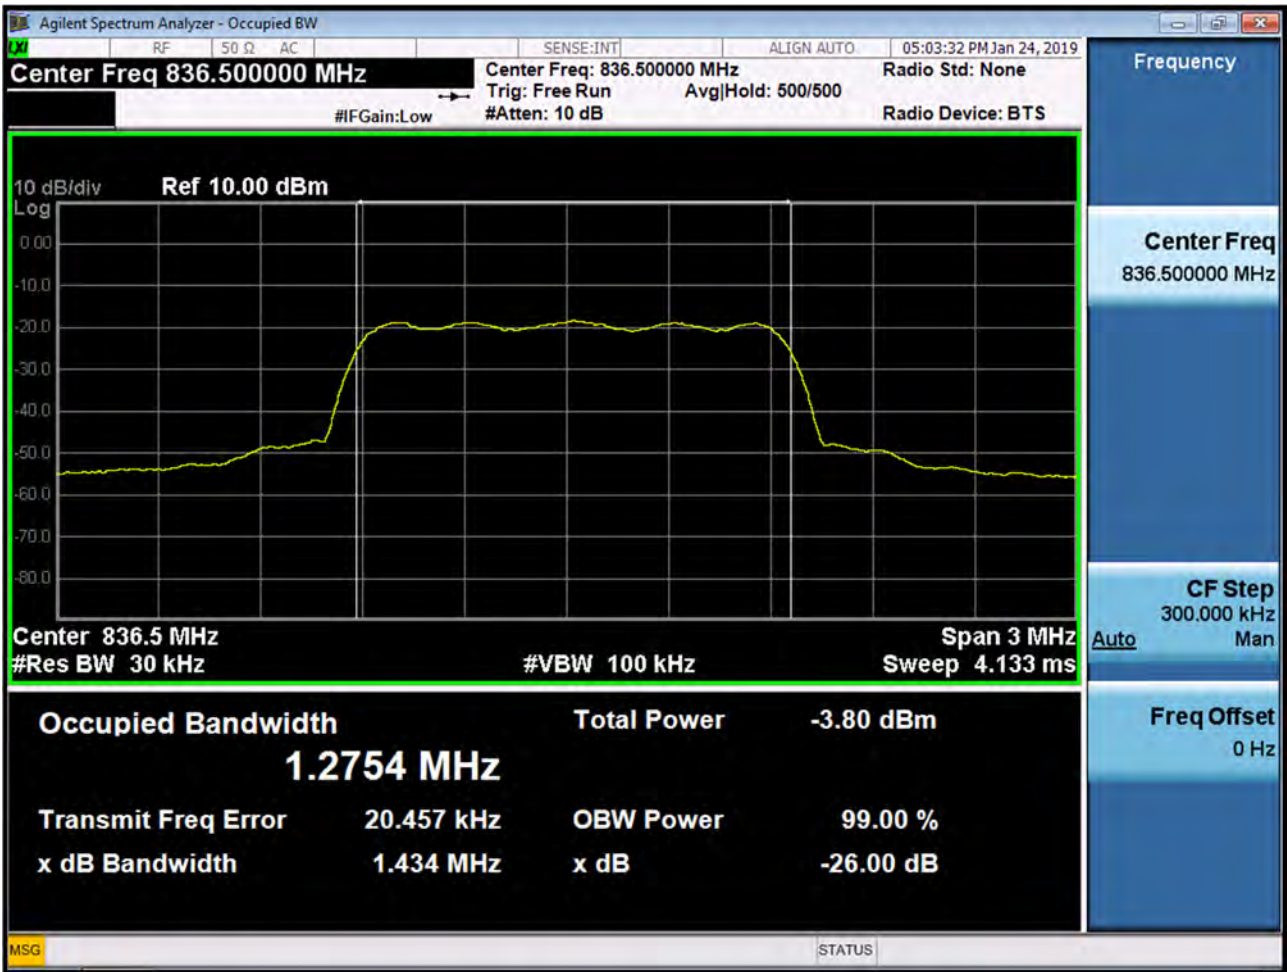 Agilent Spectrum Analyzer - Occupied BW
LXI RF 50 Ω AC SENSE:INT ALIGN AUTO 05:03:32 PM Jan 24, 2019
Center Freq 836.500000 MHz
#IFGain:Low
Center Freq: 836.500000 MHz
Trig: Free Run Avg|Hold: 500/500
#Atten: 10 dB
Radio Std: None
Radio Device: BTS
10 dB/div Ref 10.00 dBm
Log
0.00
-10.0
-20.0
-30.0
-40.0
-50.0
-60.0
-70.0
-80.0
Center 836.5 MHz Span 3 MHz
#Res BW 30 kHz #VBW 100 kHz Sweep 4.133 ms
Occupied Bandwidth Total Power -3.80 dBm
1.2754 MHz
Transmit Freq Error 20.457 kHz OBW Power 99.00 %
x dB Bandwidth 1.434 MHz x dB -26.00 dB
MSG STATUS
Frequency
Center Freq
836.500000 MHz
CF Step
300.000 kHz
Auto Man
Freq Offset
0 Hz